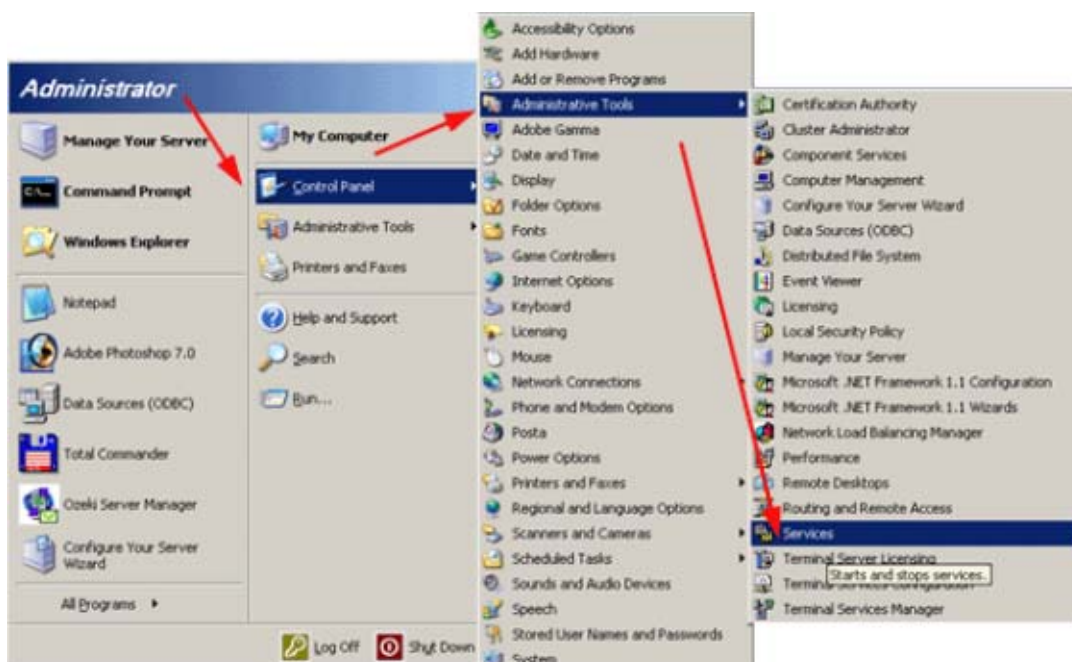 Administrator
Manage Your Server
Command Prompt
Windows Explorer
Notepad
Adobe Photoshop 7.0
Data Sources (ODBC)
Total Commander
Ozeki Server Manager
Configure Your Server
Wizard
All Programs
My Computer
Control Panel
Administrative Tools
Printers and Faxes
Help and Support
Search
Run...
Log Off
Shut Down
Accessibility Options
Add Hardware
Add or Remove Programs
Administrative Tools
Adobe Gamma
Date and Time
Display
Folder Options
Fonts
Game Controllers
Internet Options
Keyboard
Licensing
Mouse
Network Connections
Phone and Modem Options
Posta
Power Options
Printers and Faxes
Regional and Language Options
Scanners and Cameras
Scheduled Tasks
Sounds and Audio Devices
Speech
Stored User Names and Passwords
System
Certification Authority
Cluster Administrator
Component Services
Computer Management
Configure Your Server Wizard
Data Sources (ODBC)
Distributed File System
Event Viewer
Licensing
Local Security Policy
Manage Your Server
Microsoft .NET Framework 1.1 Configuration
Microsoft .NET Framework 1.1 Wizards
Network Load Balancing Manager
Performance
Remote Desktops
Routing and Remote Access
Services
Terminal Server Licensing
Starts and stops services.
Terminal Services Configuration
Terminal Services Manager